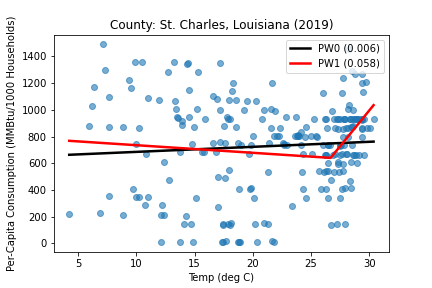 County: St. Charles, Louisiana (2019)
PW0 (0.006)
PW1 (0.058)
Per-Capita Consumption (MMBtu/1000 Households)
1400
1200
1000
800
600
400
200
0
5 10 15 20 25 30
Temp (deg C)